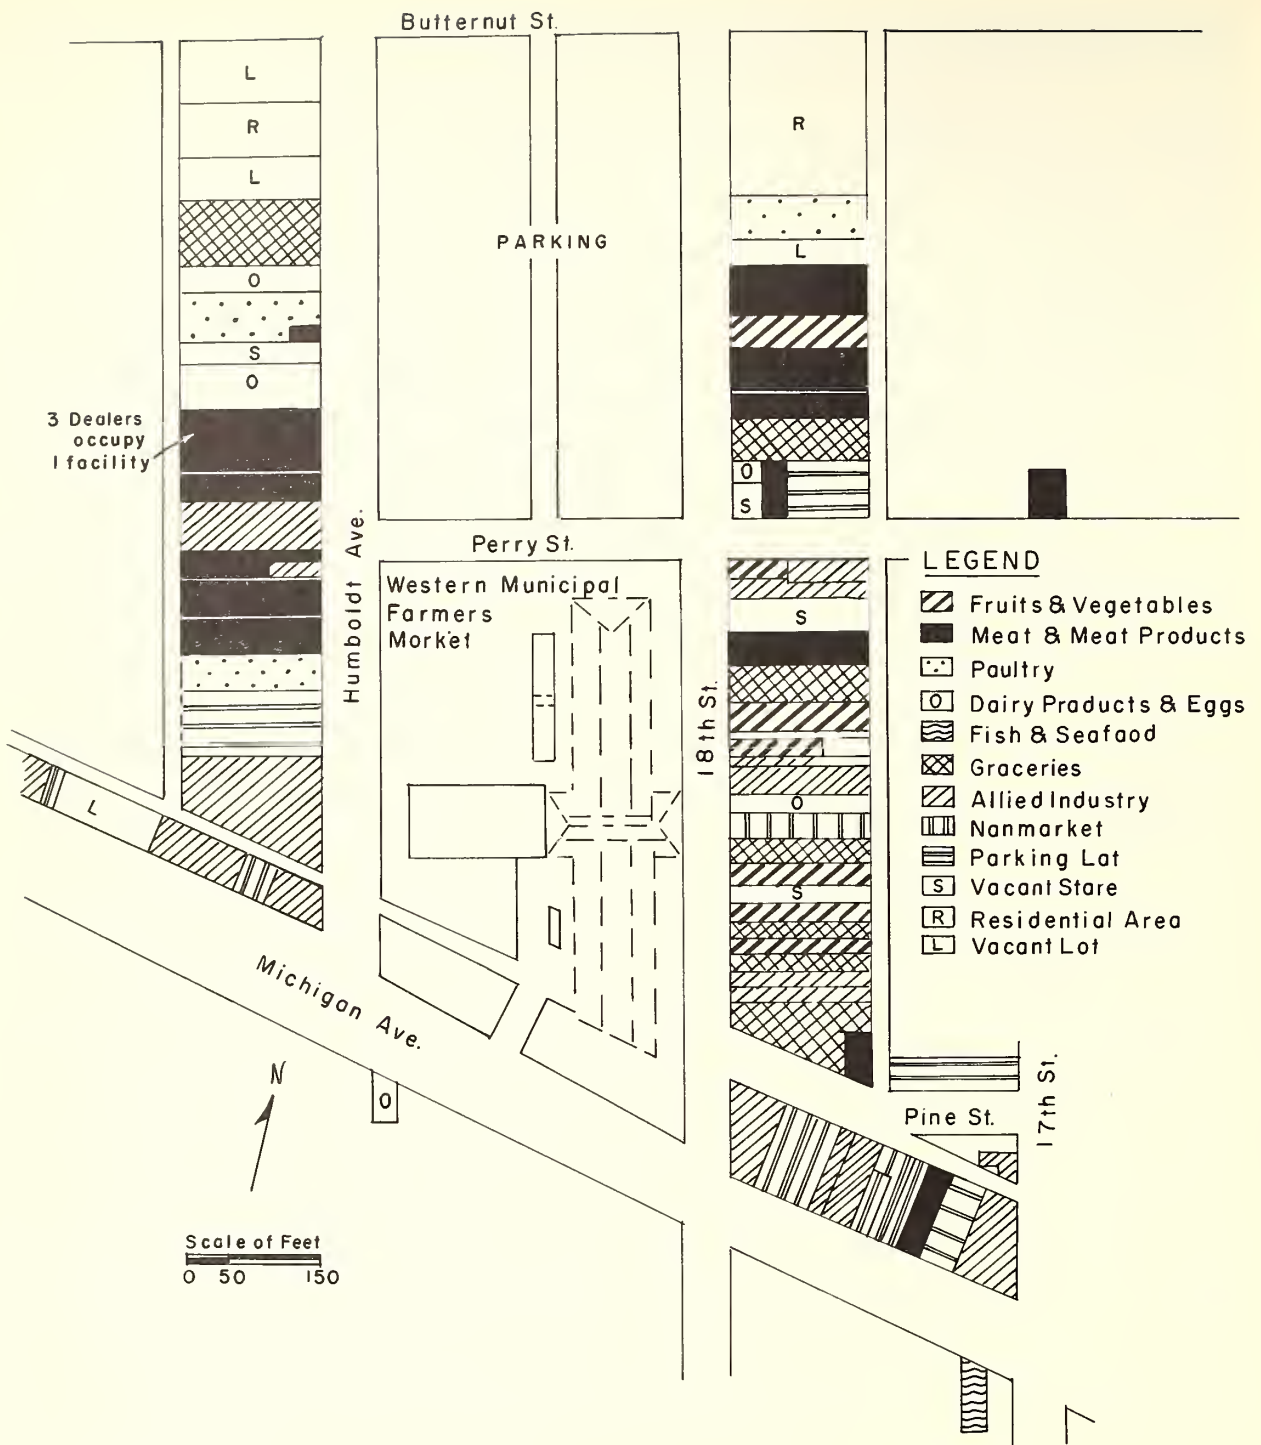 Butternut St.
L
R
L
O
S
O
3 Dealers
occupy
1 facility
Humboldt Ave.
PARKING
R
L
O
S
Perry St.
Western Municipal
Farmers
Morket
18th St.
S
O
S
LEGEND
Fruits & Vegetables
Meat & Meat Products
Paultry
O Dairy Products & Eggs
Fish & Seafaod
Graceries
Allied Industry
Nanmarket
Parking Lat
S Vacant Stare
R Residential Area
L Vacant Lot
L
Michigan Ave.
N
O
Pine St.
17th St.
Scale of Feet
0 50 150